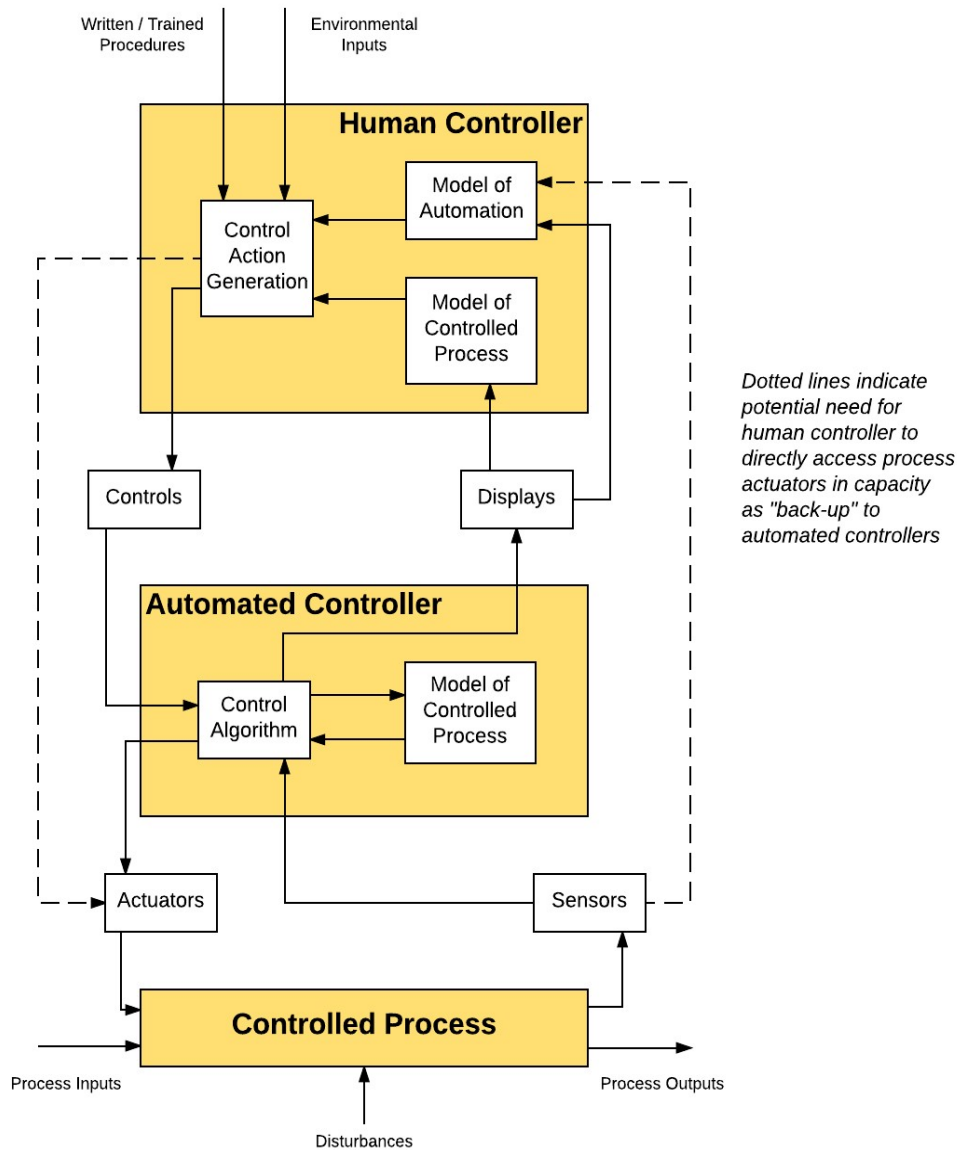 Written / Trained
Procedures
Environmental
Inputs
Human Controller
Model of
Automation
Control
Action
Generation
Model of
Controlled
Process
Controls
Displays
Dotted lines indicate
potential need for
human controller to
directly access process
actuators in capacity
as "back-up" to
automated controllers
Automated Controller
Control
Algorithm
Model of
Controlled
Process
Actuators
Sensors
Controlled Process
Process Inputs
Process Outputs
Disturbances